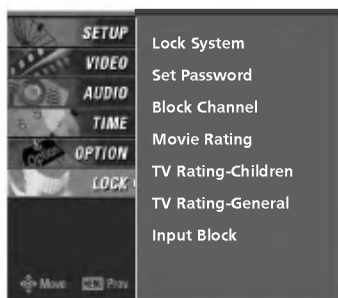 SETUP
VIDEO
AUDIO
TIME
OPTION
LOCK
Lock System
Set Password
Block Channel
Movie Rating
TV Rating-Children
TV Rating-General
Input Block
Move Prev